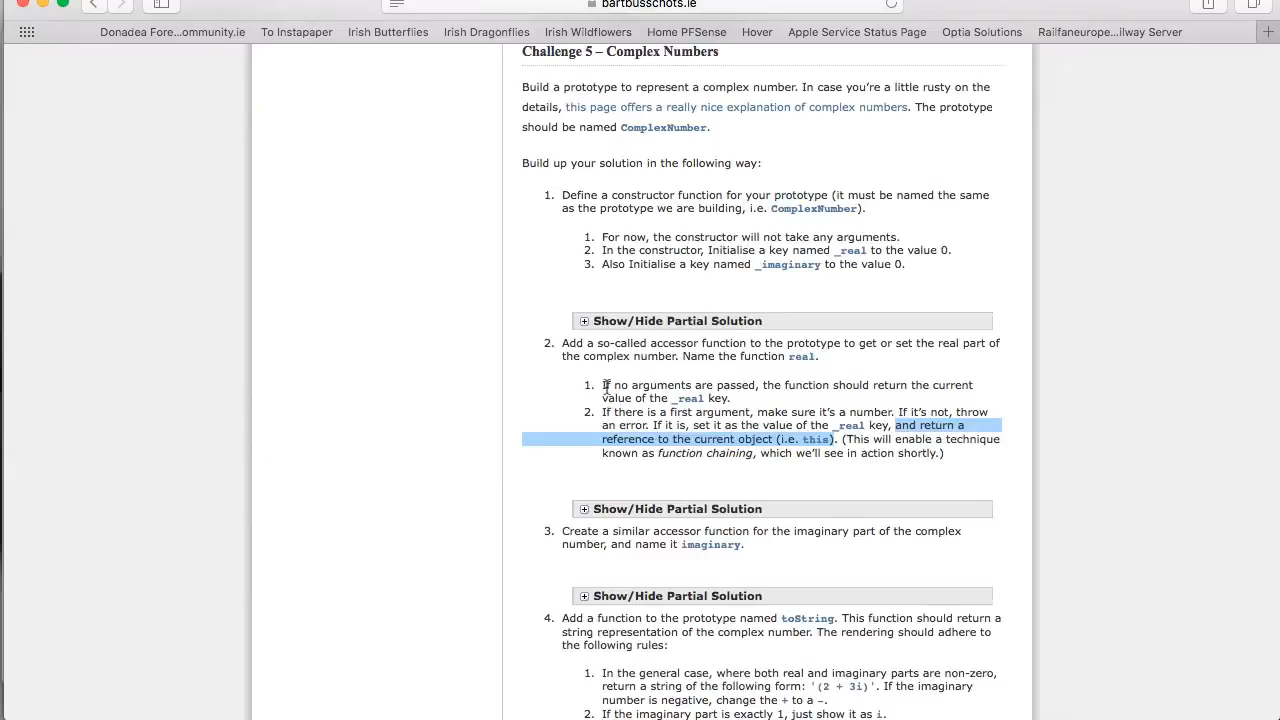 bartbusschots.ie
Donadea Fore...ommunity.ie To Instapaper Irish Butterflies Irish Dragonflies Irish Wildflowers Home PFSense Hover Apple Service Status Page Optia Solutions Railfaneurope...ilway Server
Challenge 5 – Complex Numbers
Build a prototype to represent a complex number. In case you’re a little rusty on the
details, this page offers a really nice explanation of complex numbers. The prototype
should be named ComplexNumber.
Build up your solution in the following way:
1. Define a constructor function for your prototype (it must be named the same
as the prototype we are building, i.e. ComplexNumber).
1. For now, the constructor will not take any arguments.
2. In the constructor, Initialise a key named _real to the value 0.
3. Also Initialise a key named _imaginary to the value 0.
Show/Hide Partial Solution
2. Add a so-called accessor function to the prototype to get or set the real part of
the complex number. Name the function real.
1. If no arguments are passed, the function should return the current
value of the _real key.
2. If there is a first argument, make sure it’s a number. If it’s not, throw
an error. If it is, set it as the value of the _real key, and return a
reference to the current object (i.e. this). (This will enable a technique
known as function chaining, which we’ll see in action shortly.)
Show/Hide Partial Solution
3. Create a similar accessor function for the imaginary part of the complex
number, and name it imaginary.
Show/Hide Partial Solution
4. Add a function to the prototype named toString. This function should return a
string representation of the complex number. The rendering should adhere to
the following rules:
1. In the general case, where both real and imaginary parts are non-zero,
return a string of the following form: '(2 + 3i)'. If the imaginary
number is negative, change the + to a -.
2. If the imaginary part is exactly 1, just show it as i.